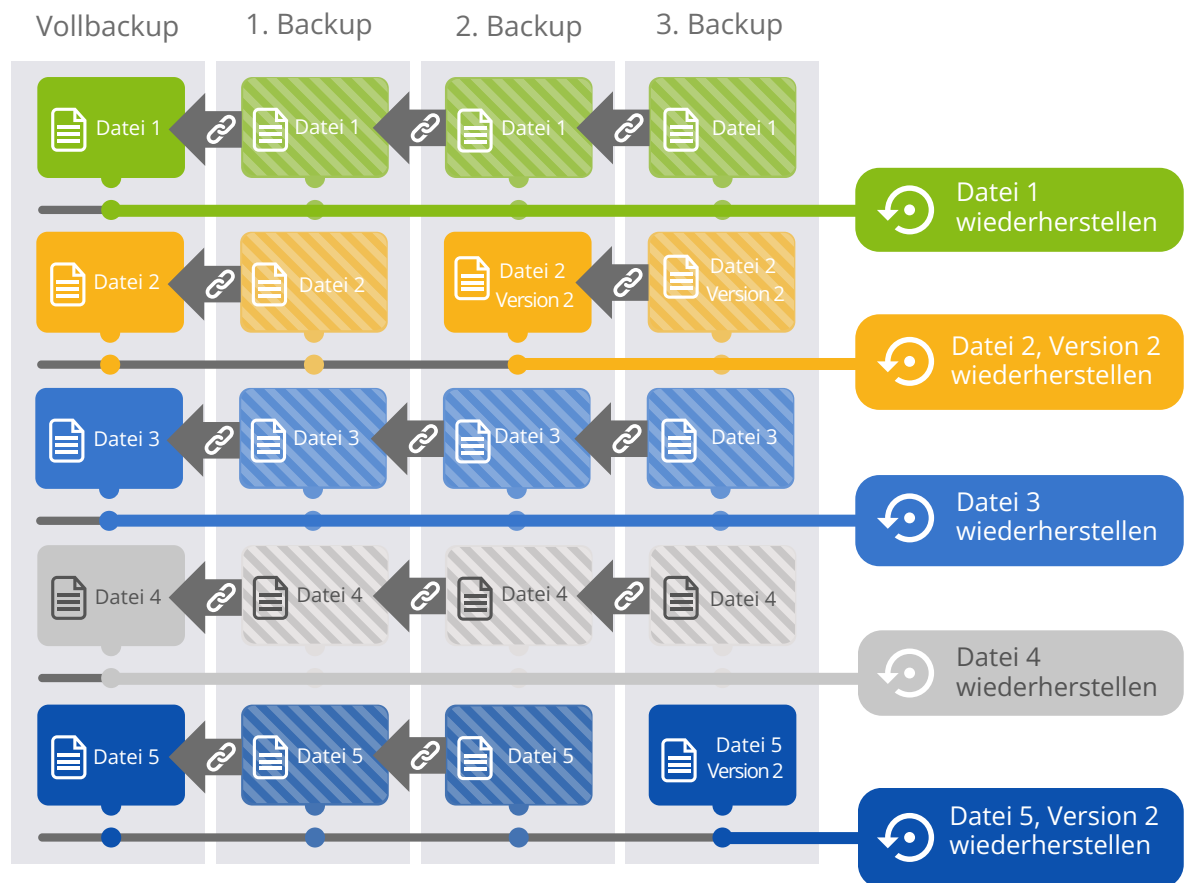 Vollbackup 1. Backup 2. Backup 3. Backup
Datei 1 Datei 1 Datei 1 Datei 1
Datei 1
wiederherstellen
Datei 2 Datei 2 Datei 2
Version 2 Datei 2
Version 2
Datei 2, Version 2
wiederherstellen
Datei 3 Datei 3 Datei 3 Datei 3
Datei 3
wiederherstellen
Datei 4 Datei 4 Datei 4 Datei 4
Datei 4
wiederherstellen
Datei 5 Datei 5 Datei 5 Datei 5
Version 2
Datei 5, Version 2
wiederherstellen